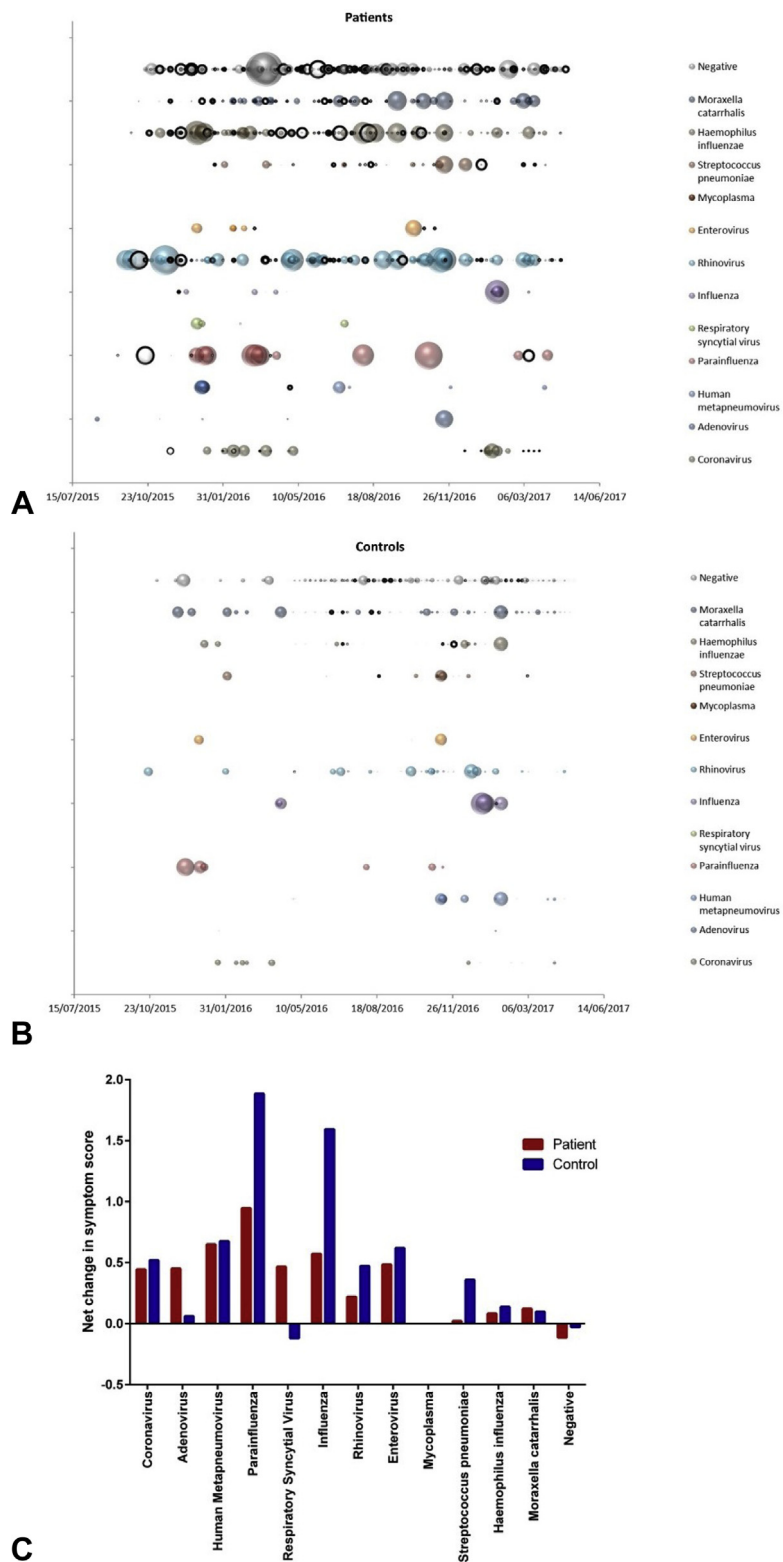 Patients
Negative
Moraxella
catarrhalis
Haemophilus
influenzae
Streptococcus
pneumoniae
Mycoplasma
Enterovirus
Rhinovirus
Influenza
Respiratory
syncytial virus
Parainfluenza
Human
metapneumovirus
Adenovirus
Coronavirus
15/07/2015 23/10/2015 31/01/2016 10/05/2016 18/08/2016 26/11/2016 06/03/2017 14/06/2017
A
Controls
Negative
Moraxella
catarrhalis
Haemophilus
influenzae
Streptococcus
pneumoniae
Mycoplasma
Enterovirus
Rhinovirus
Influenza
Respiratory
syncytial virus
Parainfluenza
Human
metapneumovirus
Adenovirus
Coronavirus
15/07/2015 23/10/2015 31/01/2016 10/05/2016 18/08/2016 26/11/2016 06/03/2017 14/06/2017
B
Net change in symptom score
2.0
1.5
1.0
0.5
0.0
-0.5
Patient
Control
Coronavirus
Adenovirus
Human Metapneumovirus
Parainfluenza
Respiratory Syncytial Virus
Influenza
Rhinovirus
Enterovirus
Mycoplasma
Streptococcus pneumoniae
Haemophilus influenza
Moraxella catarrhalis
Negative
C